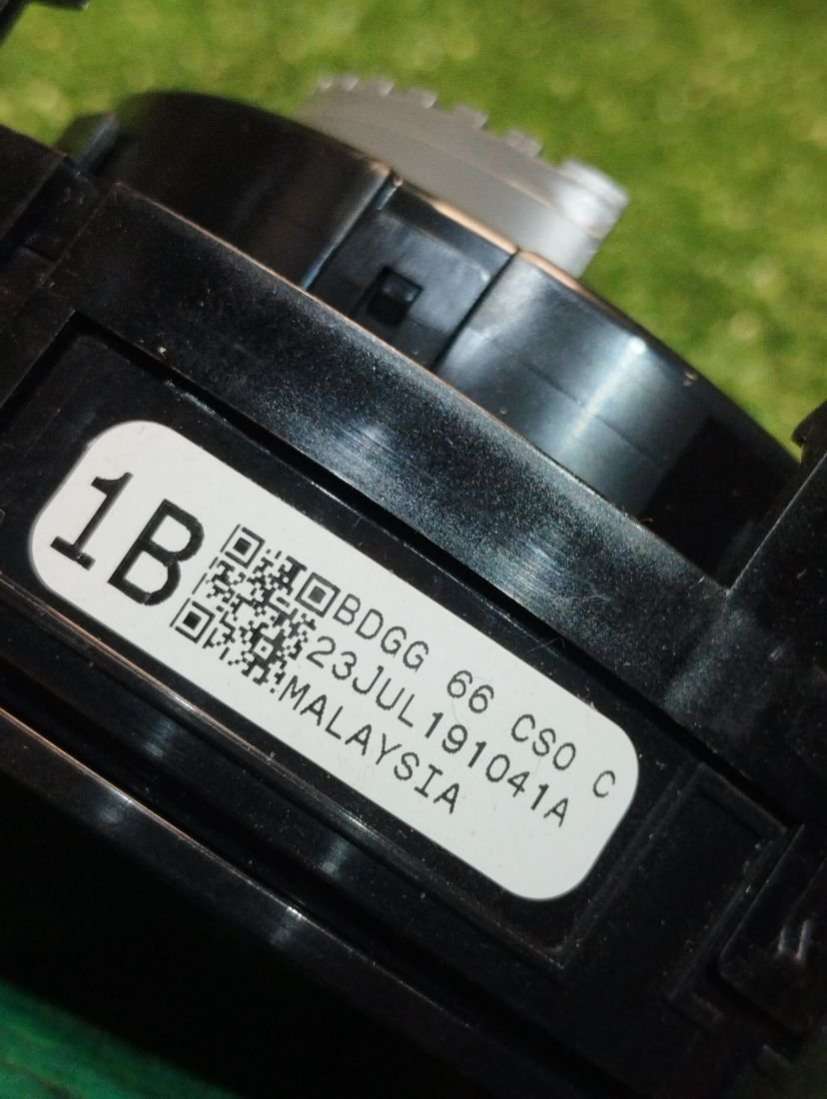 1B
BDGG 66 CS0 C
23JUL191041A
MALAYSIA